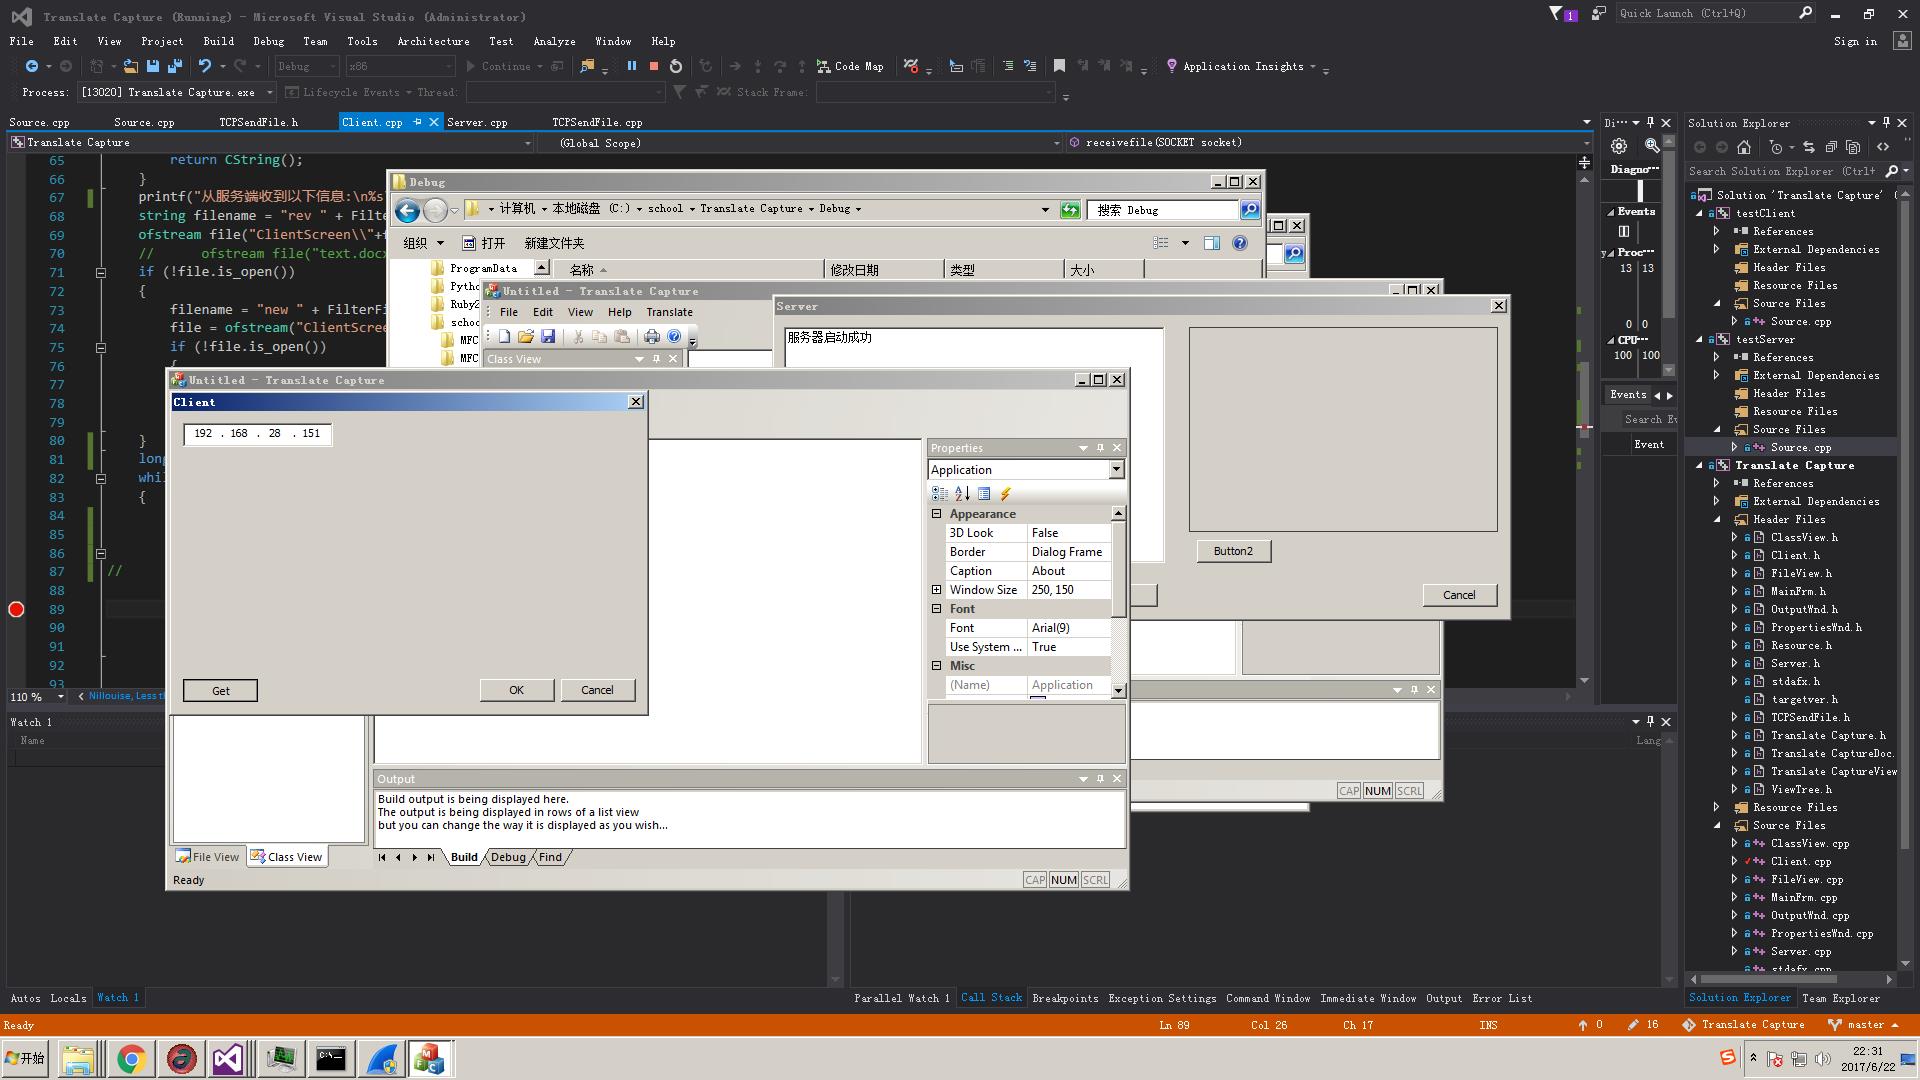 Translate Capture (Running) - Microsoft Visual Studio (Administrator)
1
Quick Launch (Ctrl+Q)
File Edit View Project Build Debug Team Tools Architecture Test Analyze Window Help
Sign in
Debug x86 Continue Code Map Application Insights
Process: [13020] Translate Capture.exe Lifecycle Events Thread: Stack Frame:
Source.cpp Source.cpp TCPSendFile.h Client.cpp Server.cpp TCPSendFile.cpp
Translate Capture (Global Scope) receivefile(SOCKET socket)
65 return CString();
66 }
67 printf("从服务端收到以下信息:\n%s
68 string filename = "rev " +
69 ofstream file("ClientScreen\\"+
70 // ofstream file("text.docx
71 if (!file.is_open())
72 {
73 filename = "new " +
74 file = ofstream(
75 if (!file.is_open())
76 {
77
78
79
80 }
81
82
83 {
84
85
86
87 //
88
89
90
91
92
93
110 %
Watch 1
Name
Autos Locals Watch 1
Debug
计算机 本地磁盘 (C:) school Translate Capture Debug
搜索 Debug
组织 打开 新建文件夹
名称 修改日期 类型 大小
ProgramData
MFC
MFC
Untitled - Translate Capture
File Edit View Help Translate
Class View
Server
服务器启动成功
Button2
Cancel
CAP NUM SCRL
Untitled - Translate Capture
Client
192 . 168 . 28 . 151
Get OK Cancel
Properties
Application
Appearance
3D Look False
Border Dialog Frame
Caption About
Window Size 250, 150
Font
Font Arial(9)
Use System ... True
Misc
(Name) Application
Output
Build output is being displayed here.
The output is being displayed in rows of a list view
but you can change the way it is displayed as you wish...
File View Class View
Build Debug Find
Ready
CAP NUM SCRL
Events
13 13
0 0
100 100
Events
Event
Solution Explorer
Search Solution Explorer (Ctrl+
Solution 'Translate Capture' (
testClient
References
External Dependencies
Header Files
Resource Files
Source Files
Source.cpp
testServer
References
External Dependencies
Header Files
Resource Files
Source Files
Source.cpp
Translate Capture
References
External Dependencies
Header Files
ClassView.h
Client.h
FileView.h
MainFrm.h
OutputWnd.h
PropertiesWnd.h
Resource.h
Server.h
stdafx.h
targetver.h
TCPSendFile.h
Translate Capture.h
Translate CaptureDoc.
Translate CaptureView
ViewTree.h
Resource Files
Source Files
ClassView.cpp
Client.cpp
FileView.cpp
MainFrm.cpp
OutputWnd.cpp
PropertiesWnd.cpp
Server.cpp
stdafx.cpp
Parallel Watch 1 Call Stack Breakpoints Exception Settings Command Window Immediate Window Output Error List
Solution Explorer Team Explorer
Ready Ln 89 Col 26 Ch 17 INS 0 16 Translate Capture master
开始
22:31
2017/6/22